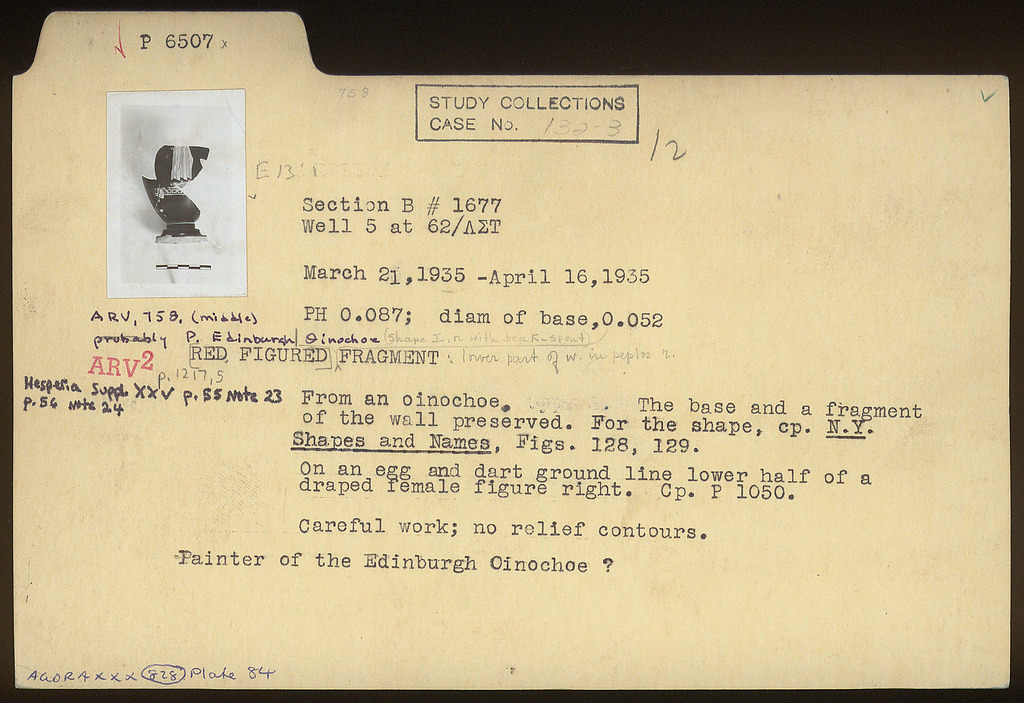 P 6507 x
758
STUDY COLLECTIONS
CASE No. 132-3
12
E 13:1
Section B # 1677
Well 5 at 62/ΛΣΤ
March 21,1935 -April 16,1935
PH 0.087; diam of base,0.052
ARV, 758, (middle)
probably P. Edinburgh Oinochoe (Shape I, n with beak-spout)
RED FIGURED FRAGMENT: lower part of w. in peplos r.
ARV2
p. 1217,5
Hesperia Suppl. XXV p. 55 Note 23
p. 56 Note 24
From an oinochoe. The base and a fragment
of the wall preserved. For the shape, cp. N.Y.
Shapes and Names, Figs. 128, 129.
On an egg and dart ground line lower half of a
draped female figure right. Cp. P 1050.
Careful work; no relief contours.
Painter of the Edinburgh Oinochoe ?
AGORA XXX 828 Plate 84